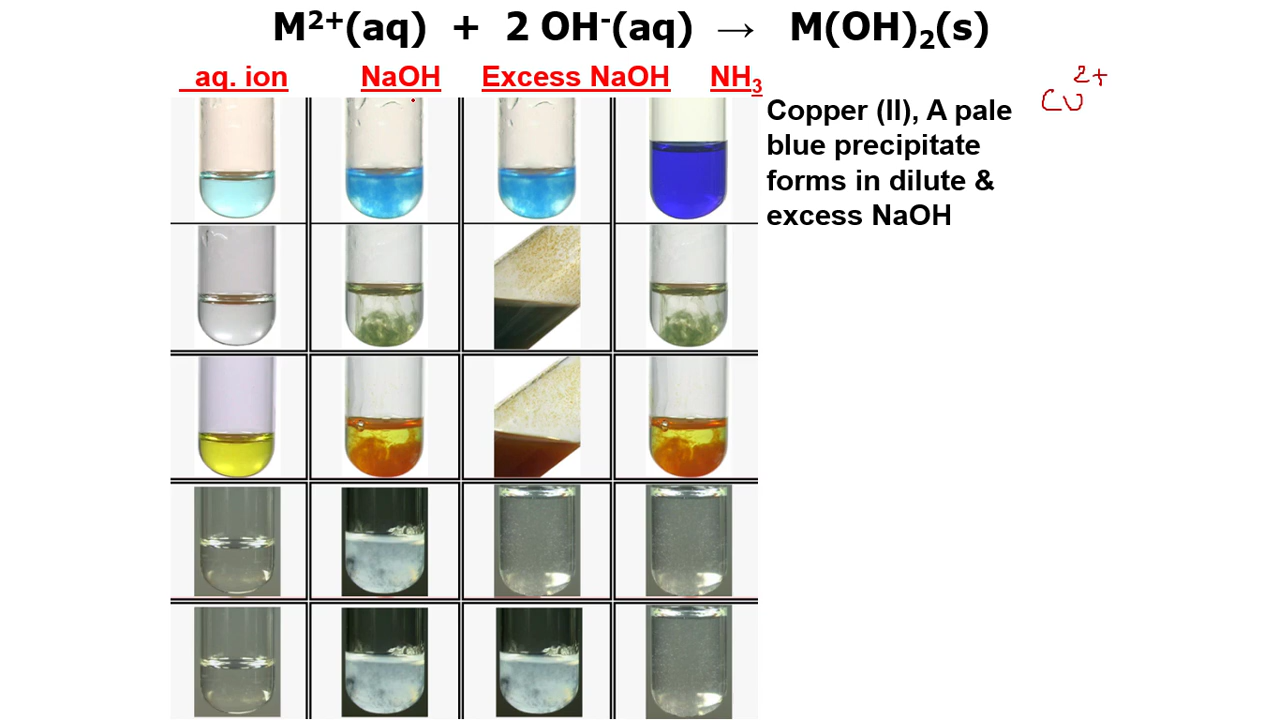 M²⁺(aq) + 2 OH⁻(aq) → M(OH)₂(s)
aq. ion NaOH Excess NaOH NH₃
Copper (II), A pale
blue precipitate
forms in dilute &
excess NaOH
Cu²⁺